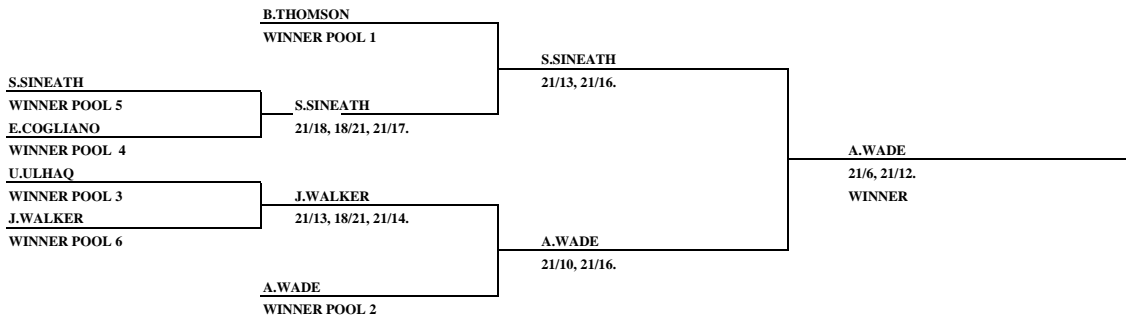 B.THOMSON
WINNER POOL 1
S.SINEATH
21/13, 21/16.
S.SINEATH
WINNER POOL 5
S.SINEATH
E.COGLIANO
21/18, 18/21, 21/17.
WINNER POOL 4
A.WADE
U.ULHAQ
21/6, 21/12.
WINNER POOL 3
J.WALKER
WINNER
J.WALKER
21/13, 18/21, 21/14.
WINNER POOL 6
A.WADE
21/10, 21/16.
A.WADE
WINNER POOL 2